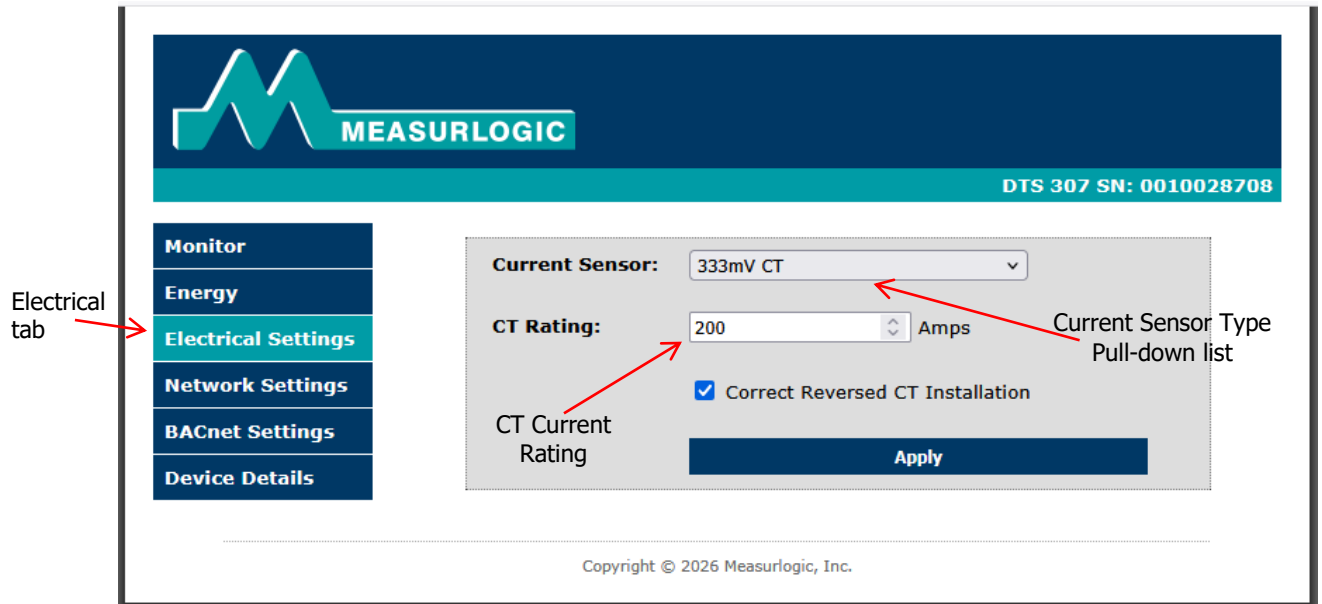 MEASURLOGIC
DTS 307 SN: 0010028708
Monitor
Energy
Electrical Settings
Network Settings
BACnet Settings
Device Details
Electrical
tab
Current Sensor: 333mV CT
CT Rating: 200 Amps
Correct Reversed CT Installation
Apply
Current Sensor Type
Pull-down list
CT Current
Rating
Copyright © 2026 Measurlogic, Inc.